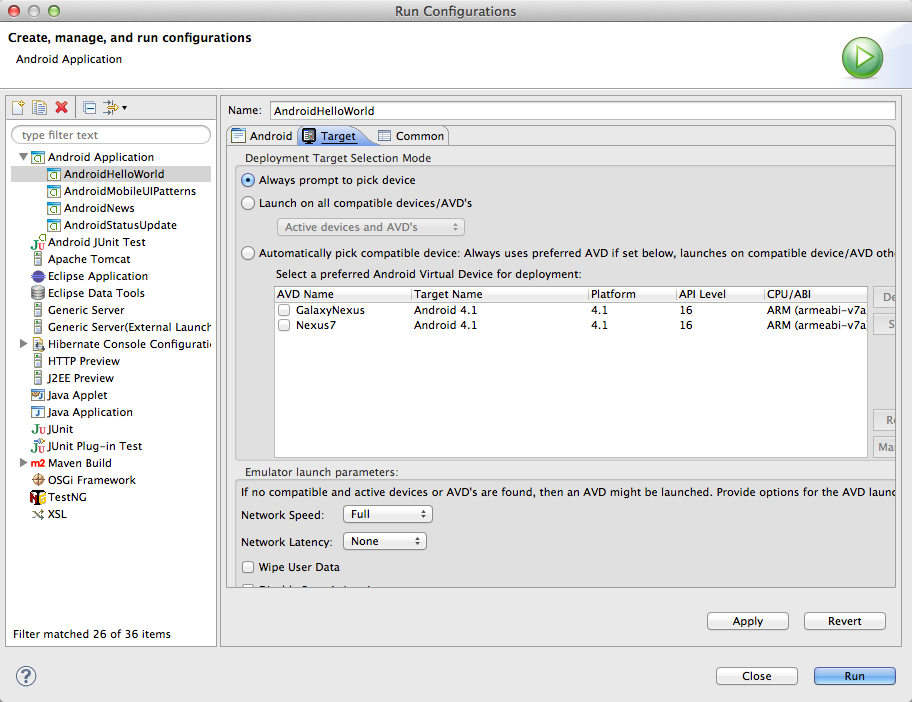 Run Configurations
Create, manage, and run configurations
Android Application
type filter text
Android Application
AndroidHelloWorld
AndroidMobileUIPatterns
AndroidNews
AndroidStatusUpdate
Android JUnit Test
Apache Tomcat
Eclipse Application
Eclipse Data Tools
Generic Server
Generic Server(External Launch
Hibernate Console Configurati
HTTP Preview
J2EE Preview
Java Applet
Java Application
JUnit
JUnit Plug-in Test
m2 Maven Build
OSGi Framework
TestNG
XSL
Filter matched 26 of 36 items
Name: AndroidHelloWorld
Android Target Common
Deployment Target Selection Mode
Always prompt to pick device
Launch on all compatible devices/AVD's
Active devices and AVD's
Automatically pick compatible device: Always uses preferred AVD if set below, launches on compatible device/AVD oth
Select a preferred Android Virtual Device for deployment:
AVD Name Target Name Platform API Level CPU/ABI
GalaxyNexus Android 4.1 4.1 16 ARM (armeabi-v7a
Nexus7 Android 4.1 4.1 16 ARM (armeabi-v7a
De
S
Re
Ma
Emulator launch parameters:
If no compatible and active devices or AVD's are found, then an AVD might be launched. Provide options for the AVD launc
Network Speed: Full
Network Latency: None
Wipe User Data
Apply Revert
? Close Run